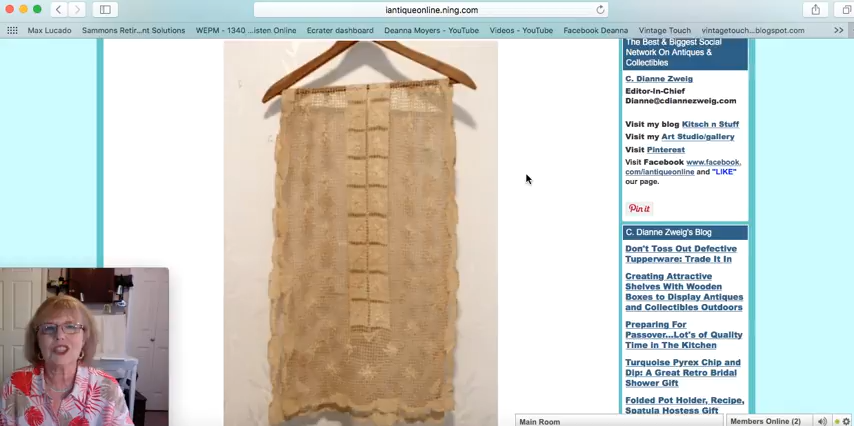 iantiqueonline.ning.com
Max Lucado
Sammons Retir...nt Solutions
WEPM - 1340 ...isten Online
Ecrater dashboard
Deanna Moyers - YouTube
Videos - YouTube
Facebook Deanna
Vintage Touch
vintagetouch...blogspot.com
The Best & Biggest Social
Network On Antiques &
Collectibles
C. Dianne Zweig
Editor-In-Chief
Dianne@cdiannezweig.com
Visit my blog Kitsch n Stuff
Visit my Art Studio/gallery
Visit Pinterest
Visit Facebook www.facebook.
com/iantiqueonline and "LIKE"
our page.
Pin it
C. Dianne Zweig's Blog
Don't Toss Out Defective
Tupperware: Trade It In
Creating Attractive
Shelves With Wooden
Boxes to Display Antiques
and Collectibles Outdoors
Preparing For
Passover...Lot's of Quality
Time in The Kitchen
Turquoise Pyrex Chip and
Dip: A Great Retro Bridal
Shower Gift
Folded Pot Holder, Recipe,
Spatula Hostess Gift
Main Room
Members Online (2)